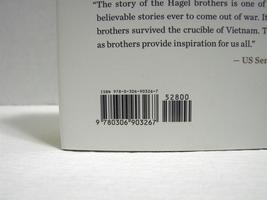 "The story of the Hagel brothers is one of
believable stories ever to come out of war. It
brothers survived the crucible of Vietnam. T
as brothers provide inspiration for us all."
— US Sen
ISBN 978-0-306-90326-7
52800
9 780306 903267